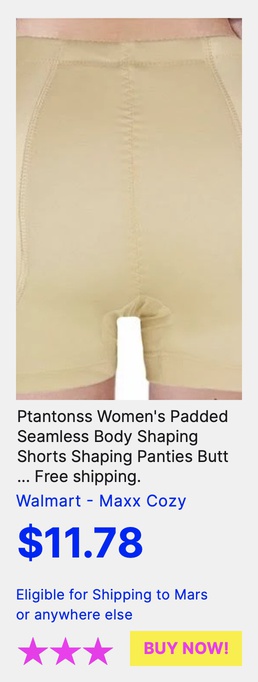 Ptantonss Women's Padded
Seamless Body Shaping
Shorts Shaping Panties Butt
... Free shipping.
Walmart - Maxx Cozy
$11.78
Eligible for Shipping to Mars
or anywhere else
BUY NOW!